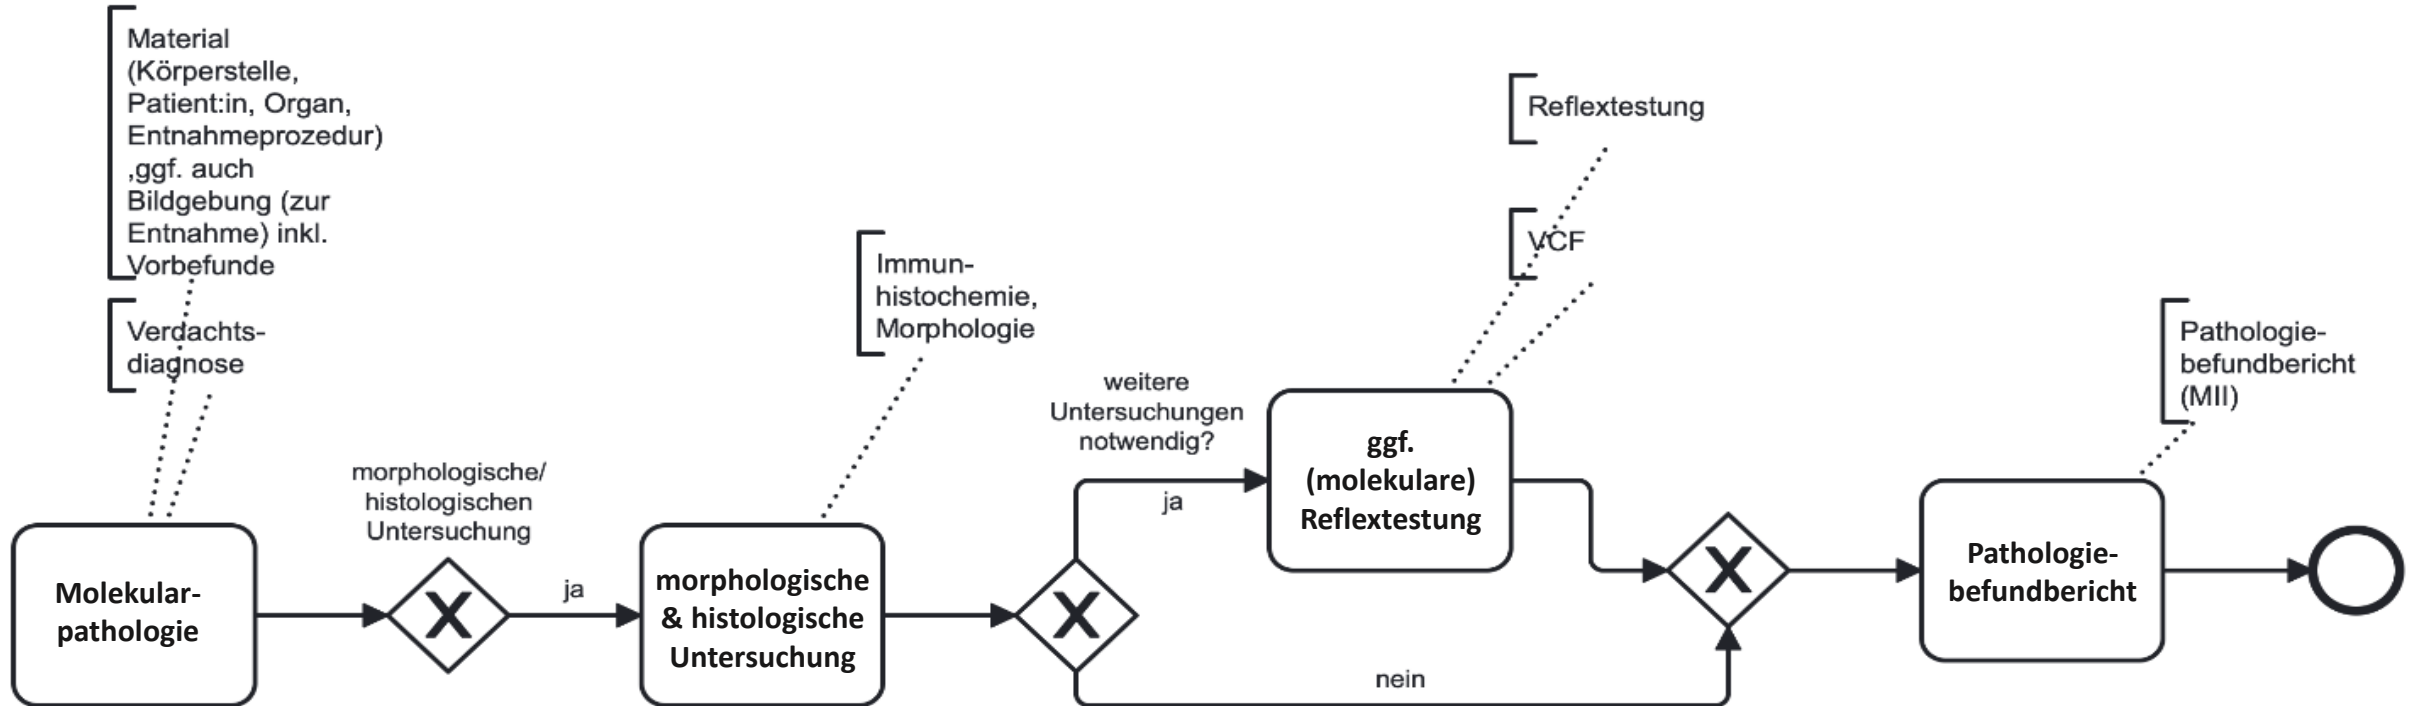 Material
(Körperstelle,
Patient:in, Organ,
Entnahmeprozedur)
,ggf. auch
Bildgebung (zur
Entnahme) inkl.
Vorbefunde
Verdachts-
diagnose
Molekular-
pathologie
morphologische/
histologischen
Untersuchung
X
ja
Immun-
histochemie,
Morphologie
morphologische
& histologische
Untersuchung
weitere
Untersuchungen
notwendig?
X
ja
nein
Reflextestung
VCF
ggf.
(molekulare)
Reflextestung
X
Pathologie-
befundbericht
(MII)
Pathologie-
befundbericht